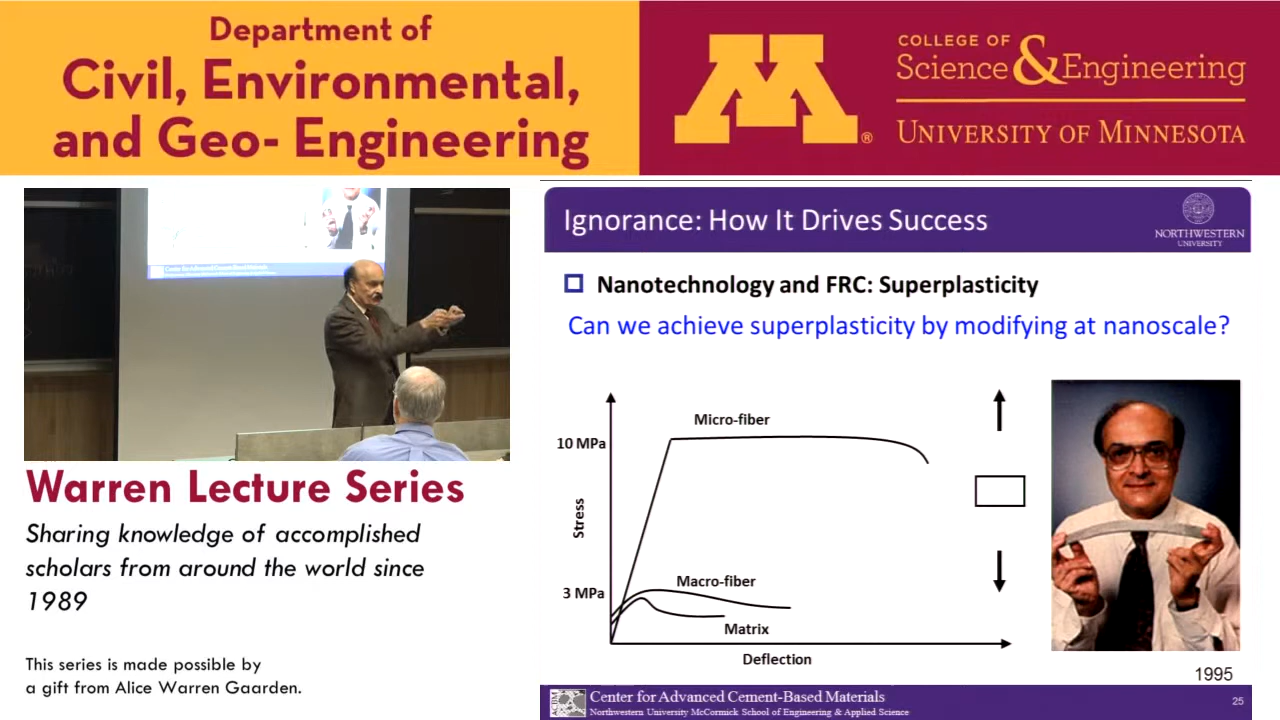 Department of
Civil, Environmental,
and Geo- Engineering
M®
COLLEGE OF
Science & Engineering
UNIVERSITY OF MINNESOTA
Warren Lecture Series
Sharing knowledge of accomplished
scholars from around the world since
1989
This series is made possible by
a gift from Alice Warren Gaarden.
Ignorance: How It Drives Success
NORTHWESTERN
UNIVERSITY
Nanotechnology and FRC: Superplasticity
Can we achieve superplasticity by modifying at nanoscale?
Micro-fiber
10 MPa
Stress
Macro-fiber
3 MPa
Matrix
Deflection
1995
Center for Advanced Cement-Based Materials
Northwestern University McCormick School of Engineering & Applied Science
25